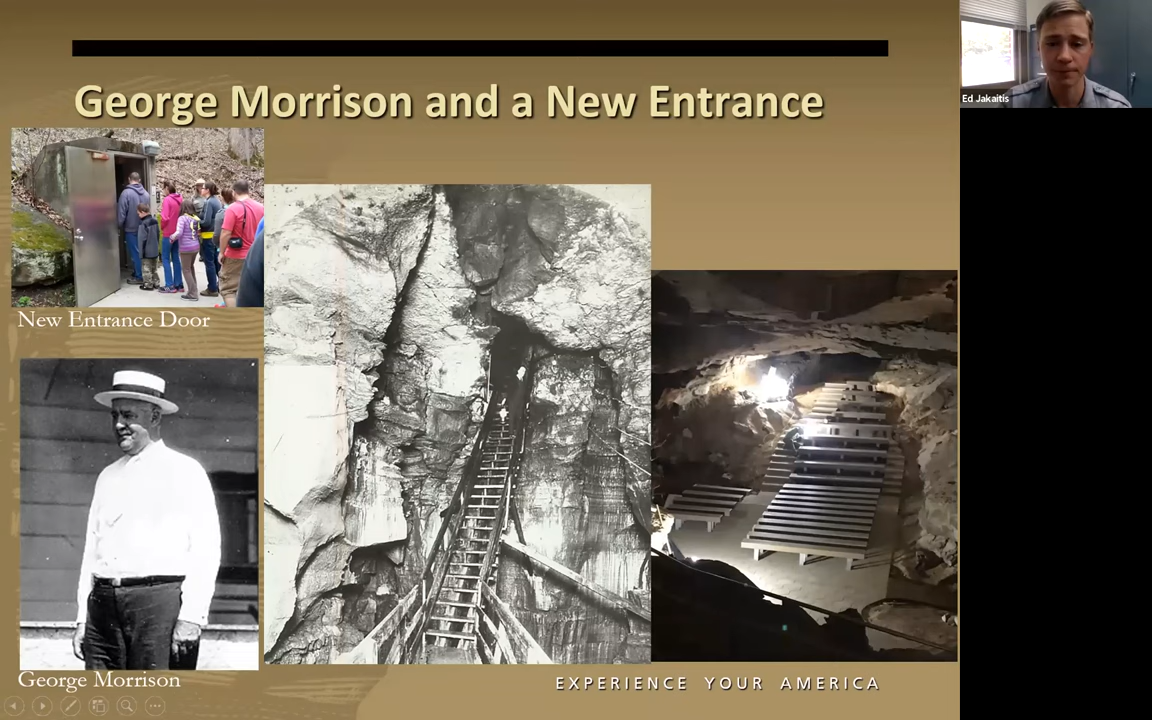 George Morrison and a New Entrance
Ed Jakaitis
New Entrance Door
George Morrison
EXPERIENCE YOUR AMERICA